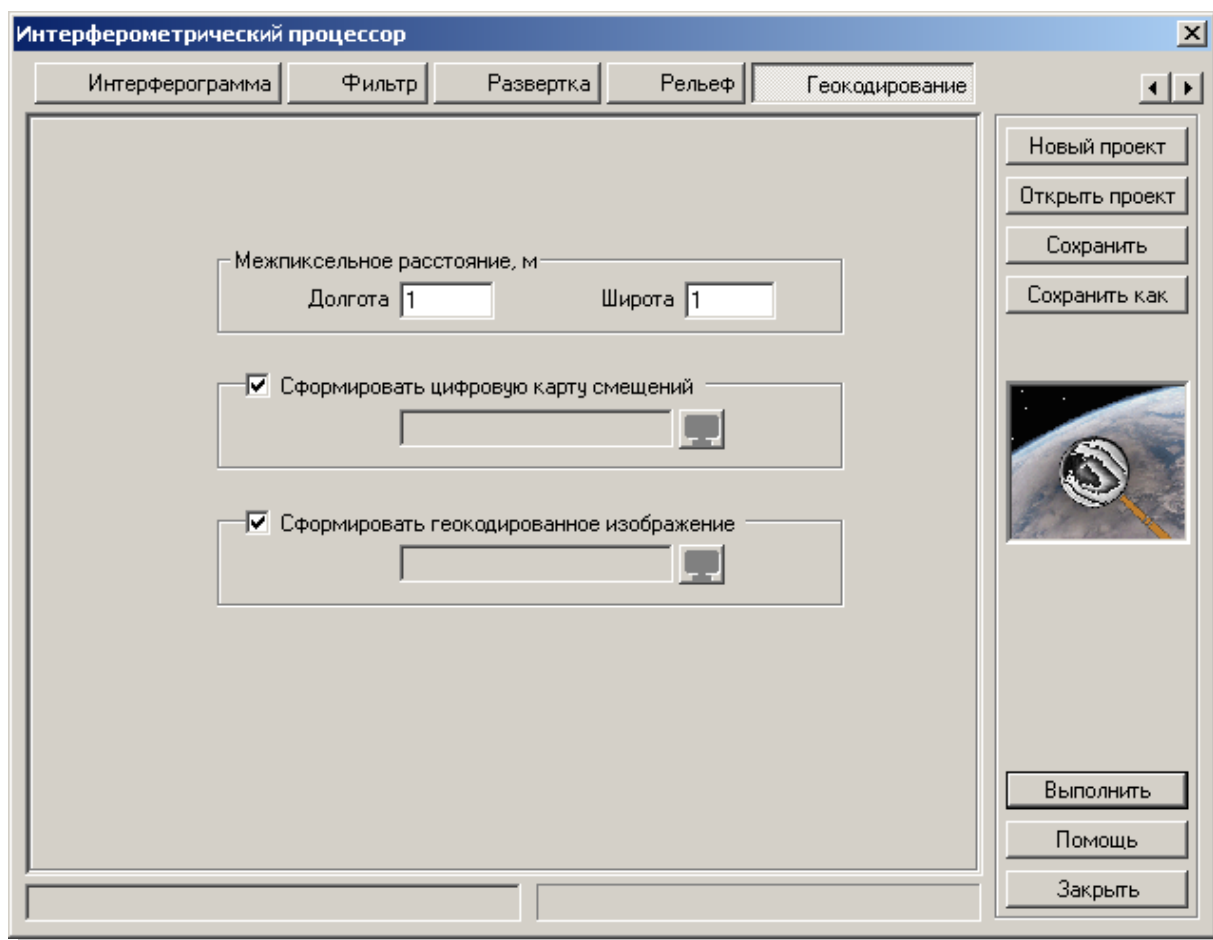 Интерферометрический процессор
Интерферограмма Фильтр Развертка Рельеф Геокодирование
Новый проект
Открыть проект
Сохранить
Сохранить как
Межпиксельное расстояние, м
Долгота 1 Широта 1
Сформировать цифровую карту смещений
Сформировать геокодированное изображение
Выполнить
Помощь
Закрыть